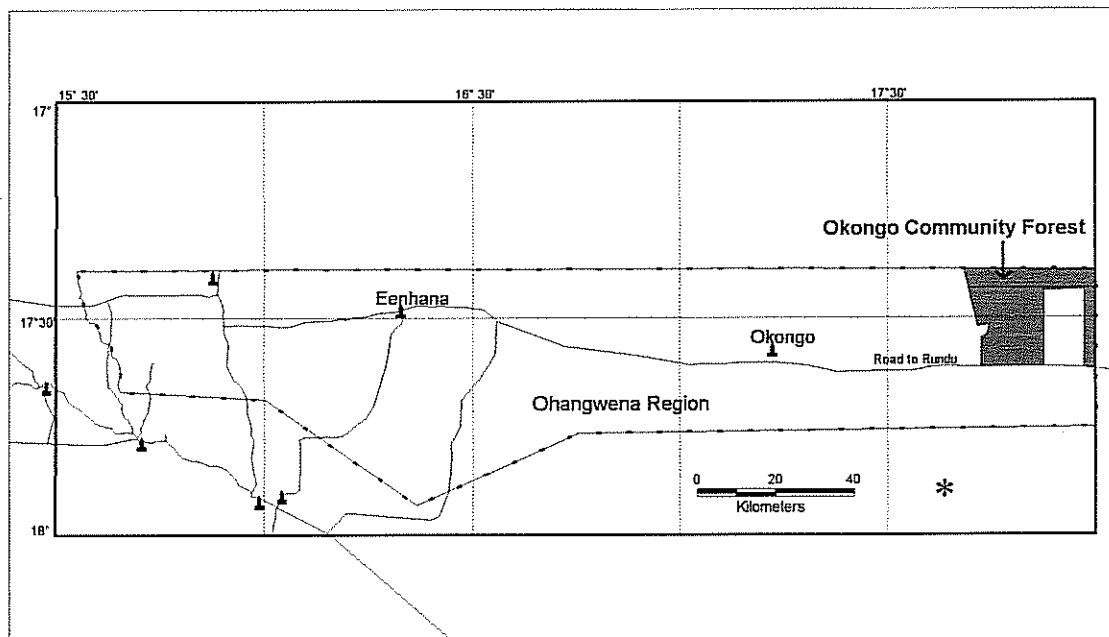 15° 30'
16° 30'
17°30'
17°
Okongo Community Forest
Eenhana
17°30'
Okongo
Road to Rundu
Ohangwena Region
0 20 40
Kilometers
*
18°